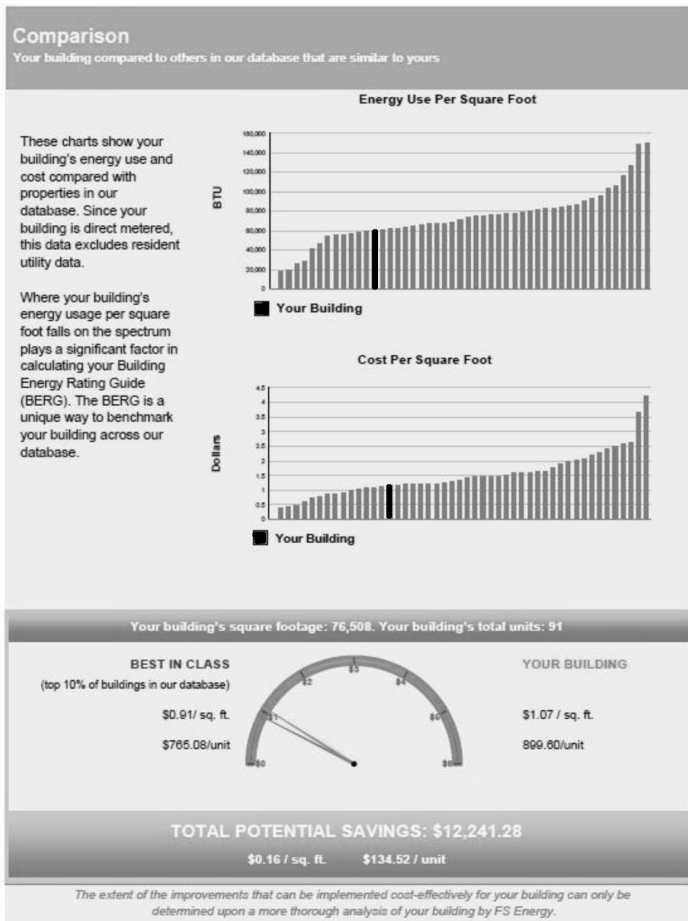 Comparison
Your building compared to others in our database that are similar to yours
These charts show your
building's energy use and
cost compared with
properties in our
database. Since your
building is direct metered,
this data excludes resident
utility data.
Where your building's
energy usage per square
foot falls on the spectrum
plays a significant factor in
calculating your Building
Energy Rating Guide
(BERG). The BERG is a
unique way to benchmark
your building across our
database.
Energy Use Per Square Foot
BTU
160,000
140,000
120,000
100,000
80,000
60,000
40,000
20,000
0
Your Building
Cost Per Square Foot
Dollars
4.5
4
3.5
3
2.5
2
1.5
1
0.5
0
Your Building
Your building's square footage: 76,508. Your building's total units: 91
BEST IN CLASS
(top 10% of buildings in our database)
$0.91/ sq. ft.
$765.08/unit
$0
$1
$2
$3
$4
YOUR BUILDING
$1.07 / sq. ft.
899.60/unit
TOTAL POTENTIAL SAVINGS: $12,241.28
$0.16 / sq. ft. $134.52 / unit
The extent of the improvements that can be implemented cost-effectively for your building can only be
determined upon a more thorough analysis of your building by FS Energy.